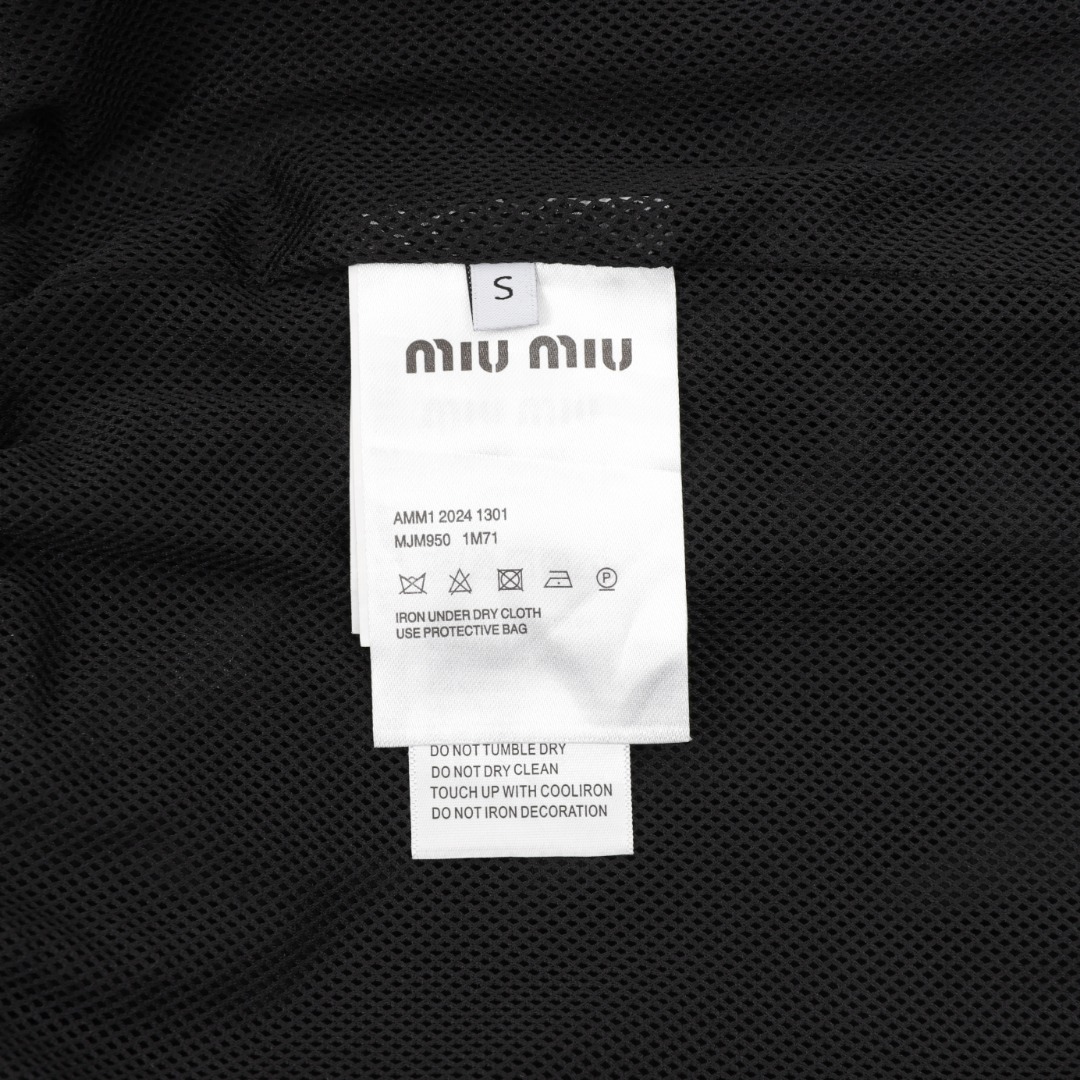 S
miu miu
AMM1 2024 1301
MJM950 1M71
P
IRON UNDER DRY CLOTH
USE PROTECTIVE BAG
DO NOT TUMBLE DRY
DO NOT DRY CLEAN
TOUCH UP WITH COOLIRON
DO NOT IRON DECORATION